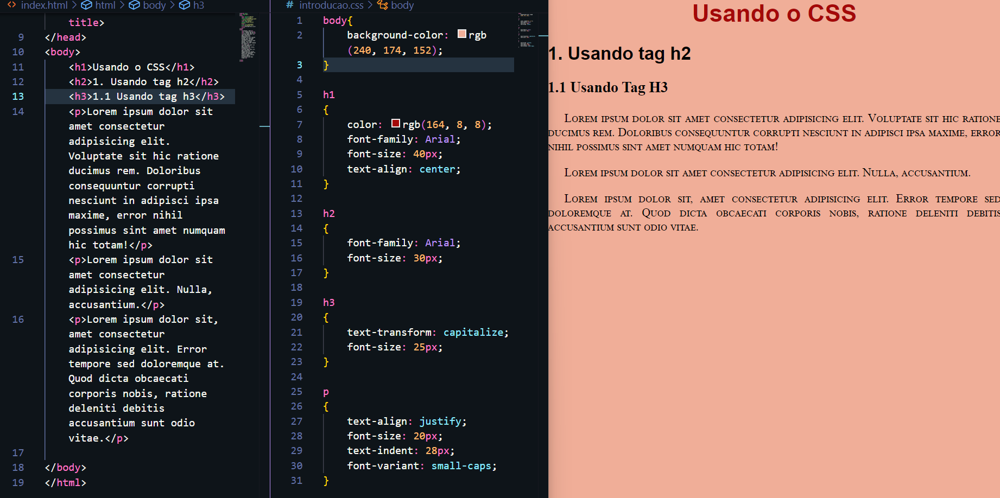 index.html > html > body > h3
title>
9 </head>
10 <body>
11 <h1>Usando o CSS</h1>
12 <h2>1. Usando tag h2</h2>
13 <h3>1.1 Usando tag h3</h3>
14 <p>Lorem ipsum dolor sit
amet consectetur
adipisicing elit.
Voluptate sit hic ratione
ducimus rem. Doloribus
consequuntur corrupti
nesciunt in adipisci ipsa
maxime, error nihil
possimus sint amet numquam
hic totam!</p>
15 <p>Lorem ipsum dolor sit
amet consectetur
adipisicing elit. Nulla,
accusantium.</p>
16 <p>Lorem ipsum dolor sit,
amet consectetur
adipisicing elit. Error
tempore sed doloremque at.
Quod dicta obcaecati
corporis nobis, ratione
deleniti debitis
accusantium sunt odio
vitae.</p>
17
18 </body>
19 </html>
# introducao.css > body
1 body{
2 background-color: rgb
(240, 174, 152);
3 }
4
5 h1
6 {
7 color: rgb(164, 8, 8);
8 font-family: Arial;
9 font-size: 40px;
10 text-align: center;
11 }
12
13 h2
14 {
15 font-family: Arial;
16 font-size: 30px;
17 }
18
19 h3
20 {
21 text-transform: capitalize;
22 font-size: 25px;
23 }
24
25 p
26 {
27 text-align: justify;
28 font-size: 20px;
29 text-indent: 28px;
30 font-variant: small-caps;
31 }
Usando o CSS
1. Usando tag h2
1.1 Usando Tag H3
Lorem ipsum dolor sit amet consectetur adipisicing elit. Voluptate sit hic ratione
ducimus rem. Doloribus consequuntur corrupti nesciunt in adipisci ipsa maxime, error
nihil possimus sint amet numquam hic totam!
Lorem ipsum dolor sit amet consectetur adipisicing elit. Nulla, accusantium.
Lorem ipsum dolor sit, amet consectetur adipisicing elit. Error tempore sed
doloremque at. Quod dicta obcaecati corporis nobis, ratione deleniti debitis
accusantium sunt odio vitae.